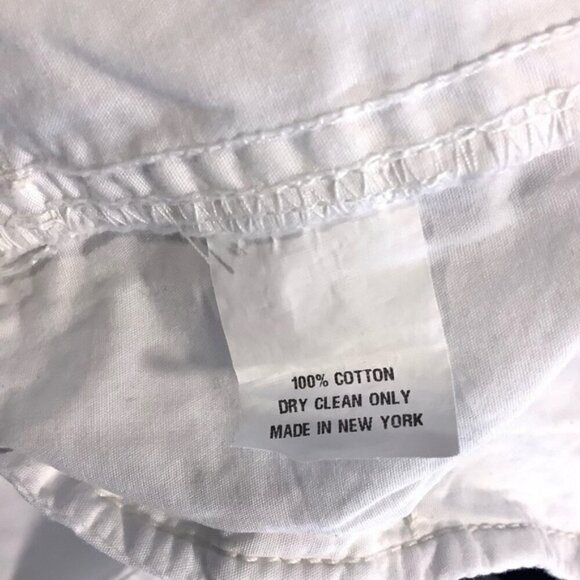 100% COTTON
DRY CLEAN ONLY
MADE IN NEW YORK